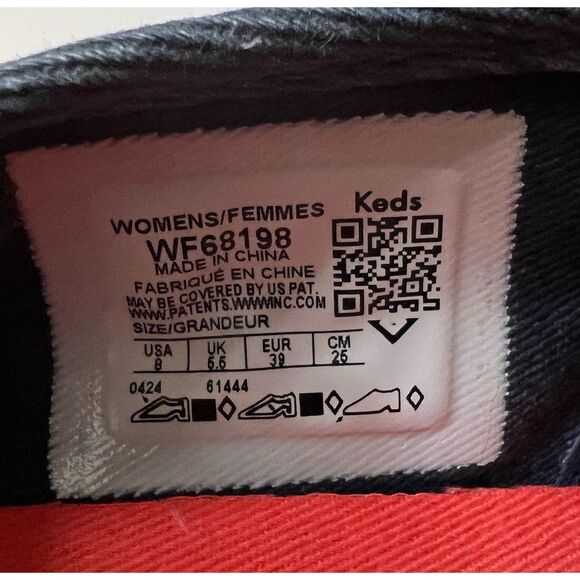 Keds
WOMENS/FEMMES
WF68198
MADE IN CHINA
FABRIQUÉ EN CHINE
MAY BE COVERED BY US PAT.
WWW.PATENTS.WWWINC.COM
SIZE/GRANDEUR
USA UK EUR CM
8 5.5 39 25
0424 61444